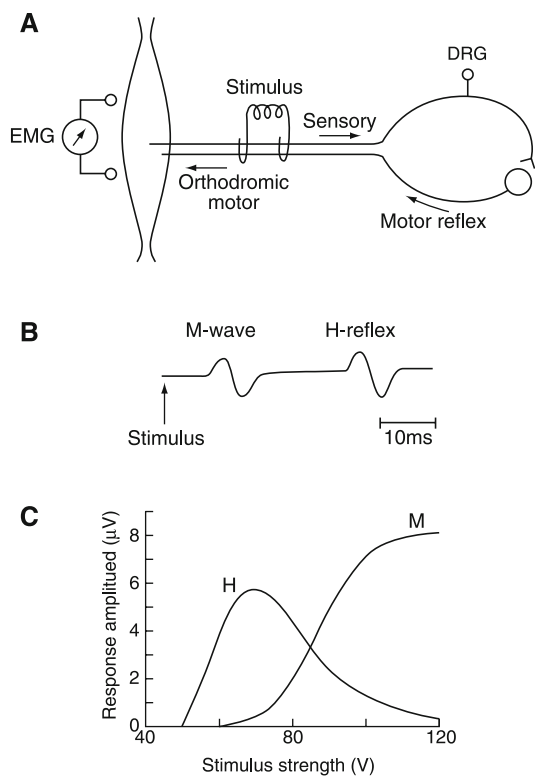 A
DRG
Stimulus
Sensory
EMG
Orthodromic
motor
Motor reflex
B
M-wave
H-reflex
Stimulus
10ms
C
Response amplitued (μV)
8
6
4
2
0
H
M
40
80
120
Stimulus strength (V)